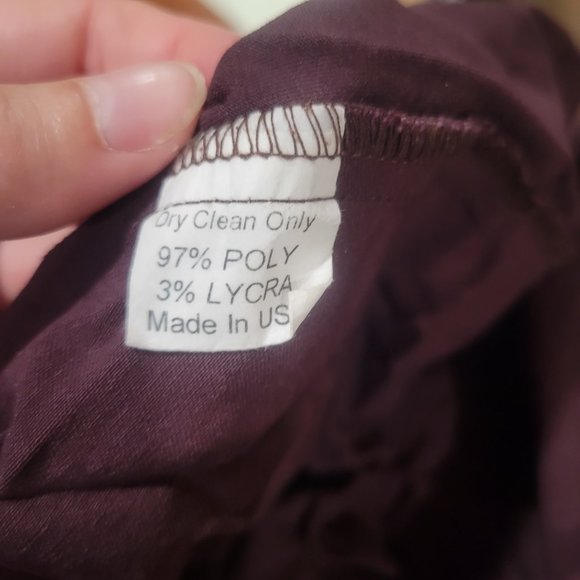 Dry Clean Only
97% POLY
3% LYCRA
Made In US